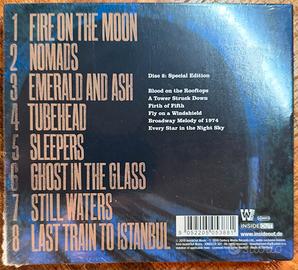 1 FIRE ON THE MOON
2 NOMADS
3 EMERALD AND ASH
4 TUBEHEAD
5 SLEEPERS
6 GHOST IN THE GLASS
7 STILL WATERS
8 LAST TRAIN TO ISTANBUL
Disc 2: Special Edition
Blood on the Rooftops
A Tower Struck Down
Firth of Fifth
Fly on a Windshield
Broadway Melody of 1974
Every Star in the Night Sky
5 052205 053881
INSIDE OUT
www.insideout.de